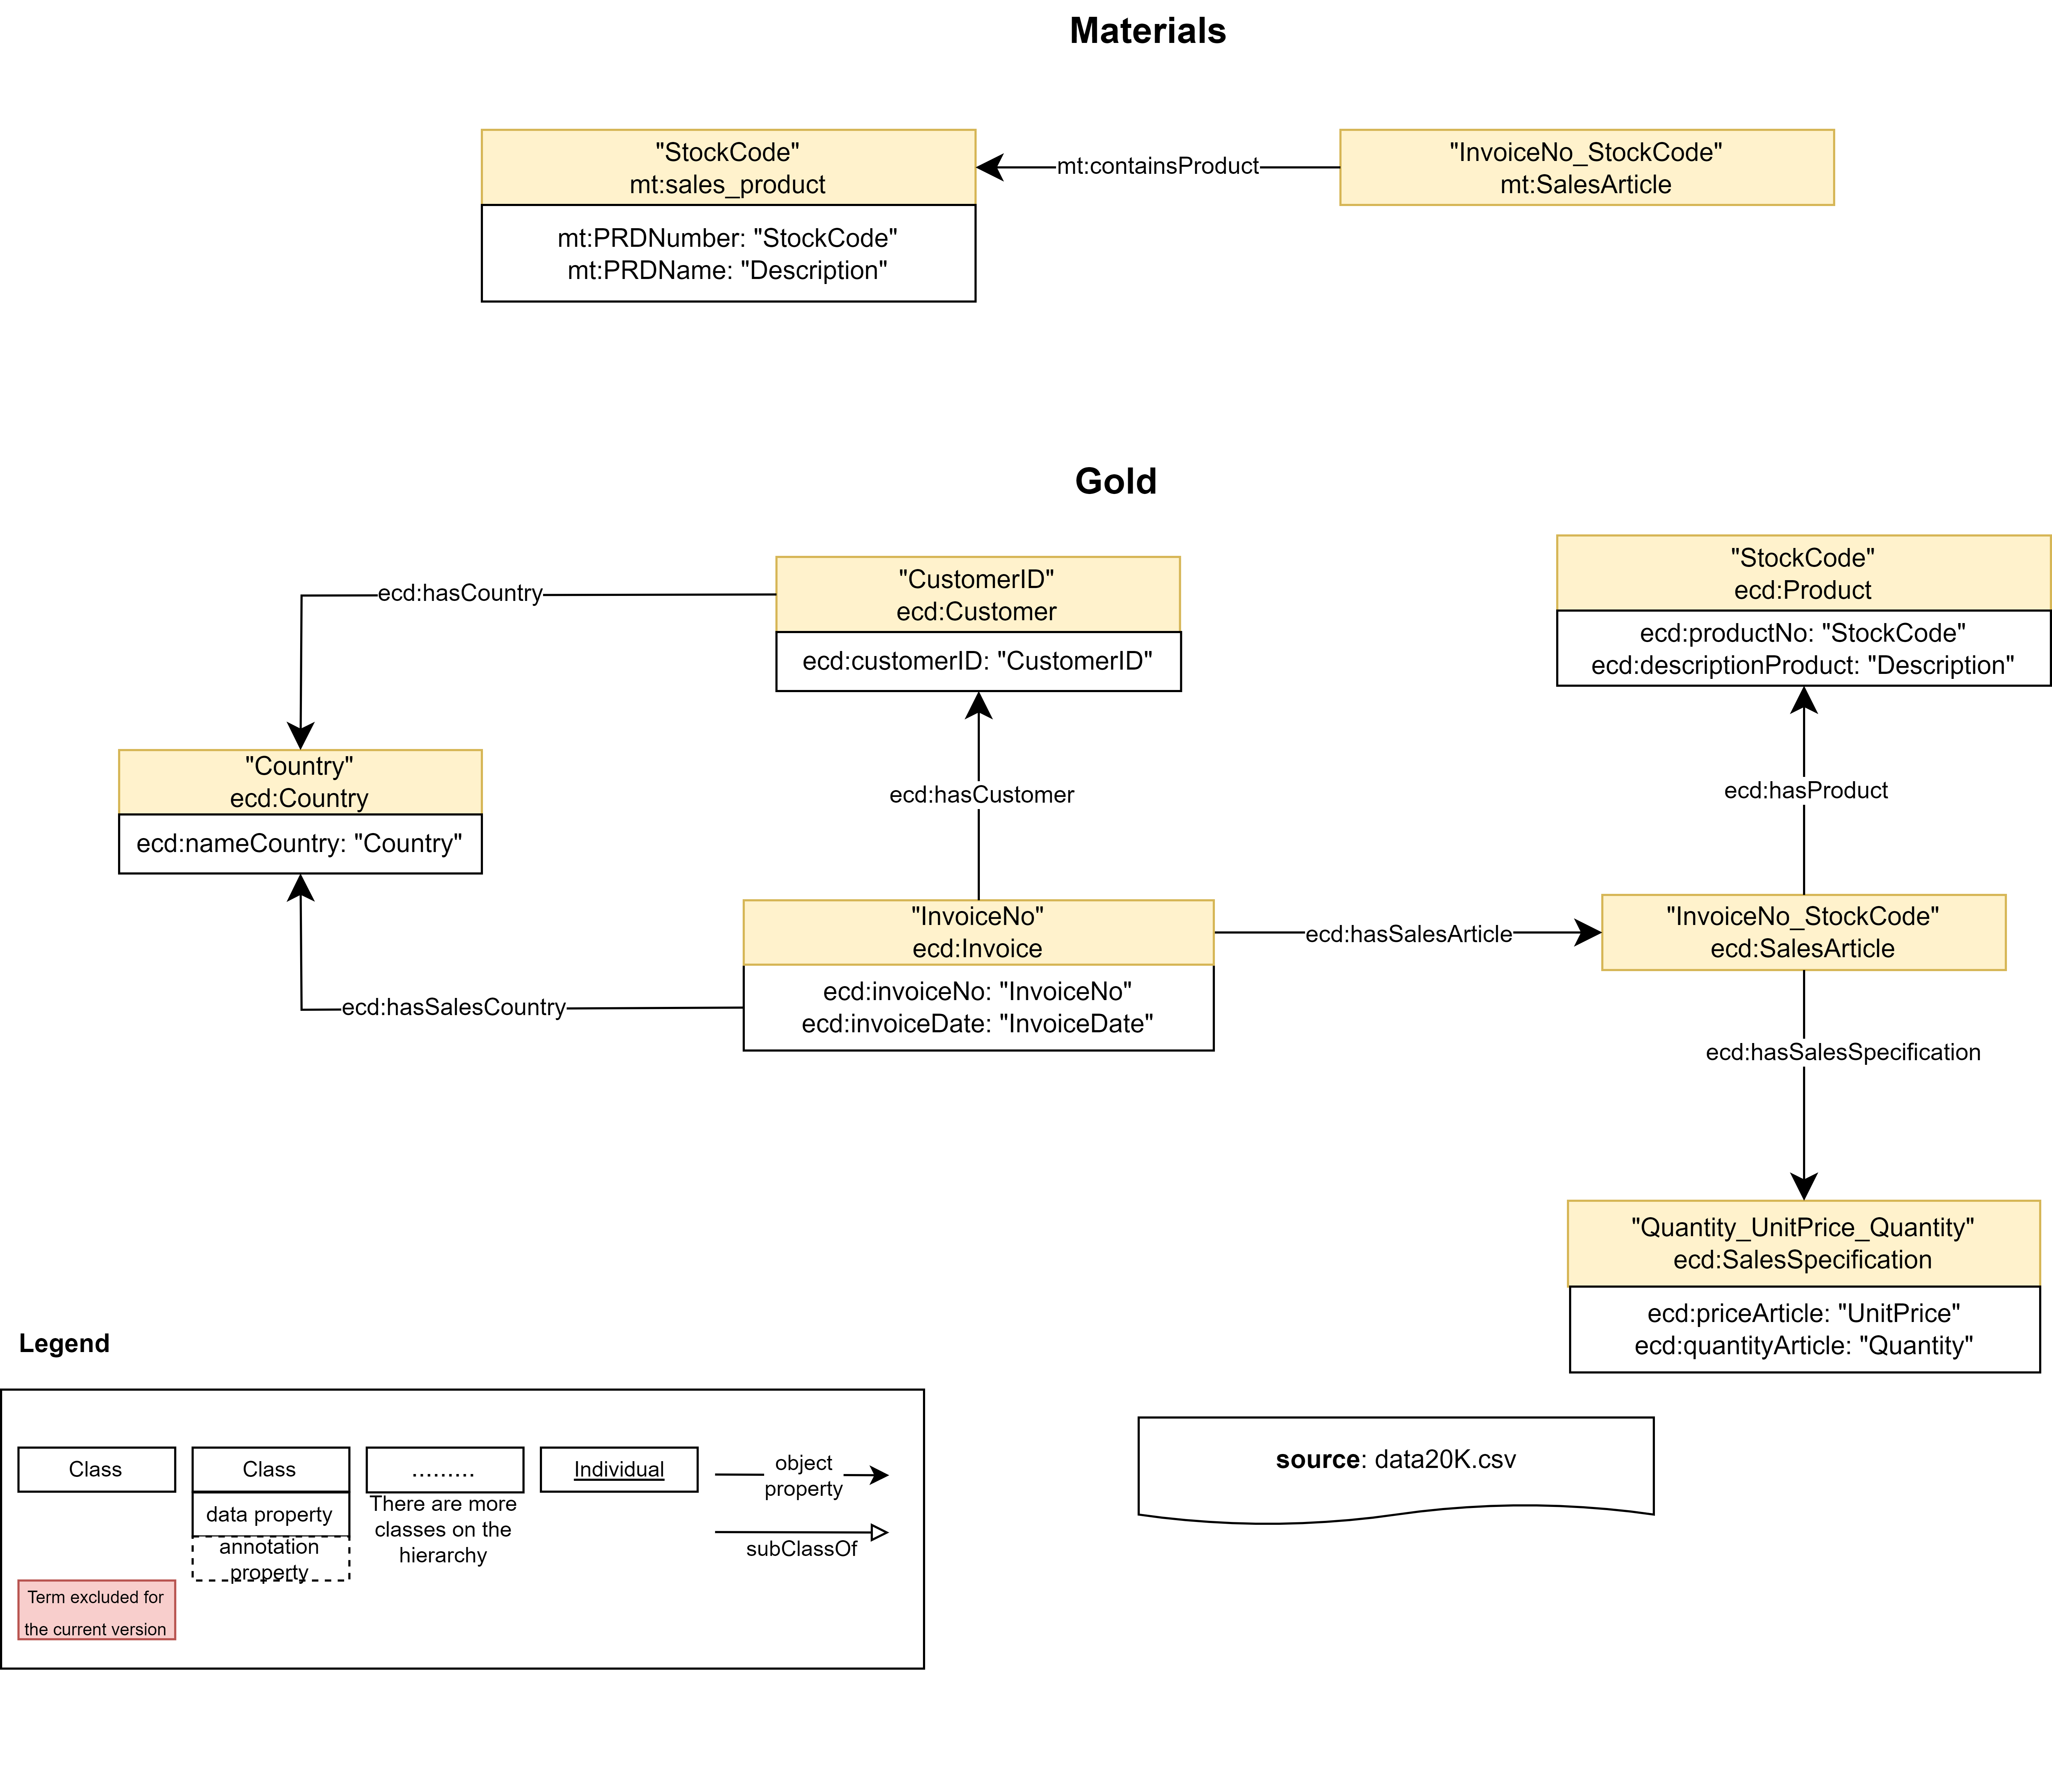 Materials
"StockCode"
mt:sales_product
mt:PRDNumber: "StockCode"
mt:PRDName: "Description"
mt:containsProduct
"InvoiceNo_StockCode"
mt:SalesArticle
Gold
ecd:hasCountry
"CustomerID"
ecd:Customer
ecd:customerID: "CustomerID"
"StockCode"
ecd:Product
ecd:productNo: "StockCode"
ecd:descriptionProduct: "Description"
"Country"
ecd:Country
ecd:nameCountry: "Country"
ecd:hasCustomer
ecd:hasProduct
"InvoiceNo"
ecd:Invoice
ecd:invoiceNo: "InvoiceNo"
ecd:invoiceDate: "InvoiceDate"
ecd:hasSalesArticle
"InvoiceNo_StockCode"
ecd:SalesArticle
ecd:hasSalesCountry
ecd:hasSalesSpecification
"Quantity_UnitPrice_Quantity"
ecd:SalesSpecification
ecd:priceArticle: "UnitPrice"
ecd:quantityArticle: "Quantity"
Legend
Class
Class
data property
annotation
property
.........
There are more
classes on the
hierarchy
Individual
object
property
subClassOf
Term excluded for
the current version
source: data20K.csv